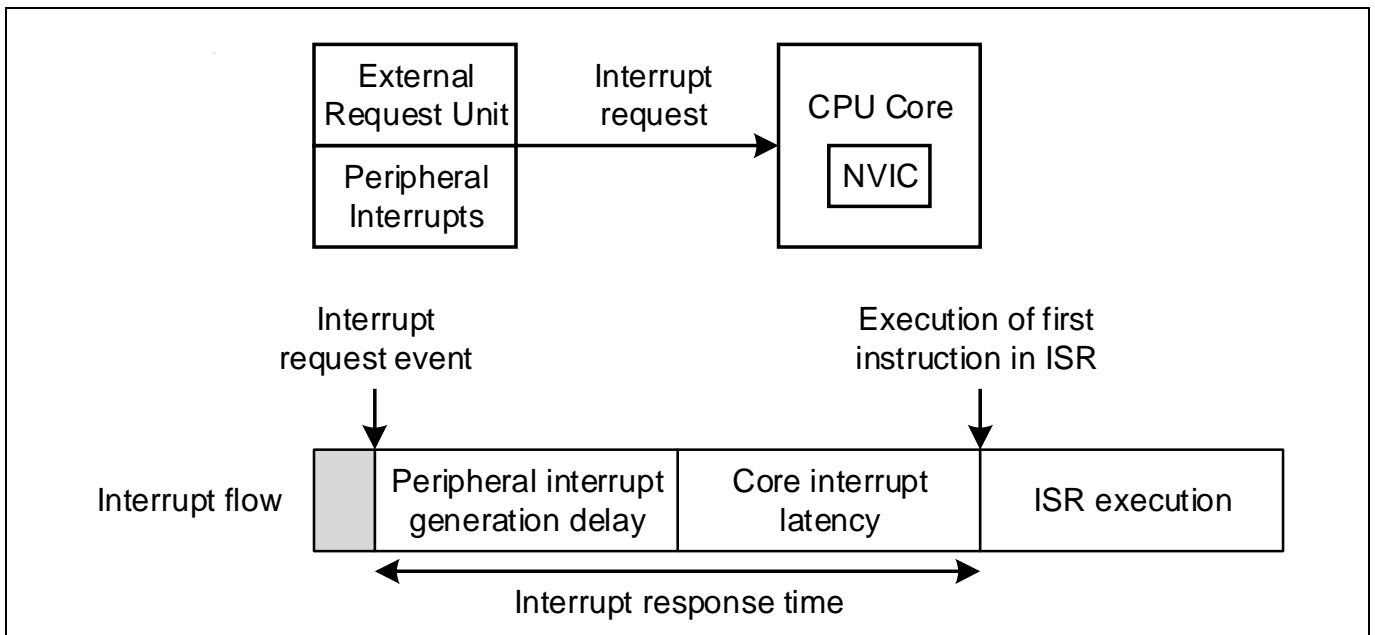 External
Request Unit
Peripheral
Interrupts
Interrupt
request
CPU Core
NVIC
Interrupt
request event
Execution of first
instruction in ISR
Interrupt flow
Peripheral interrupt
generation delay
Core interrupt
latency
ISR execution
Interrupt response time